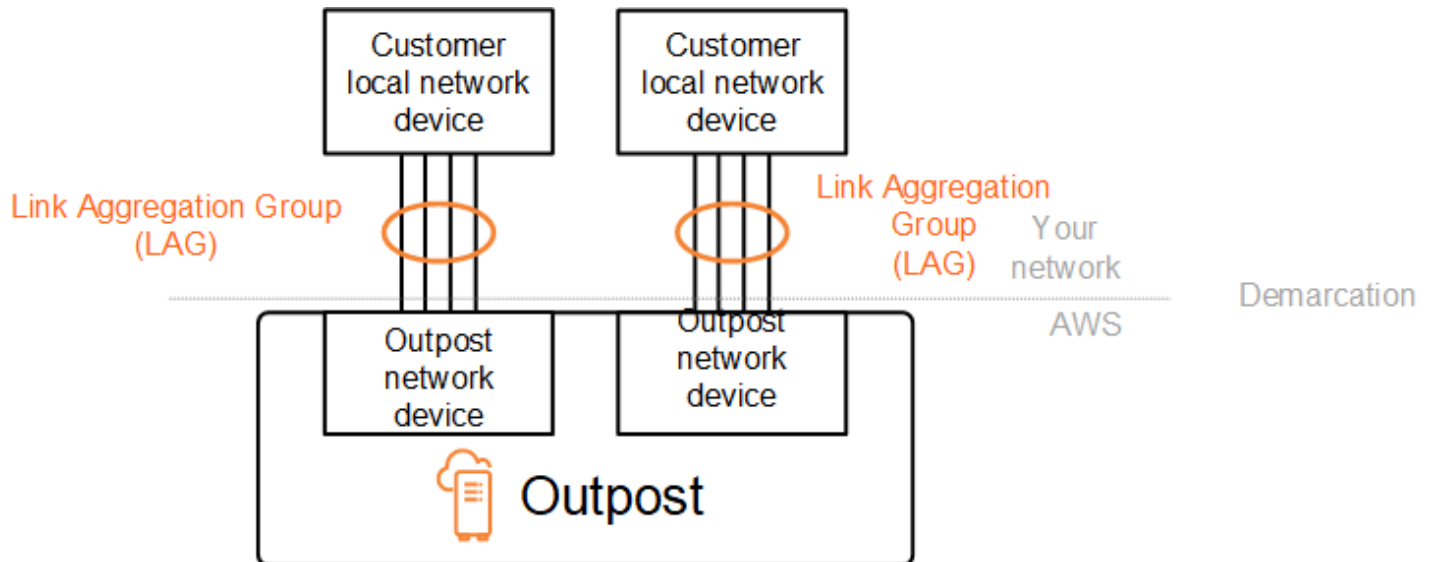 Customer
local network
device
Customer
local network
device
Link Aggregation Group
(LAG)
Link Aggregation
Group
(LAG)
Your
network
Demarcation
AWS
Outpost
network
device
Outpost
network
device
Outpost